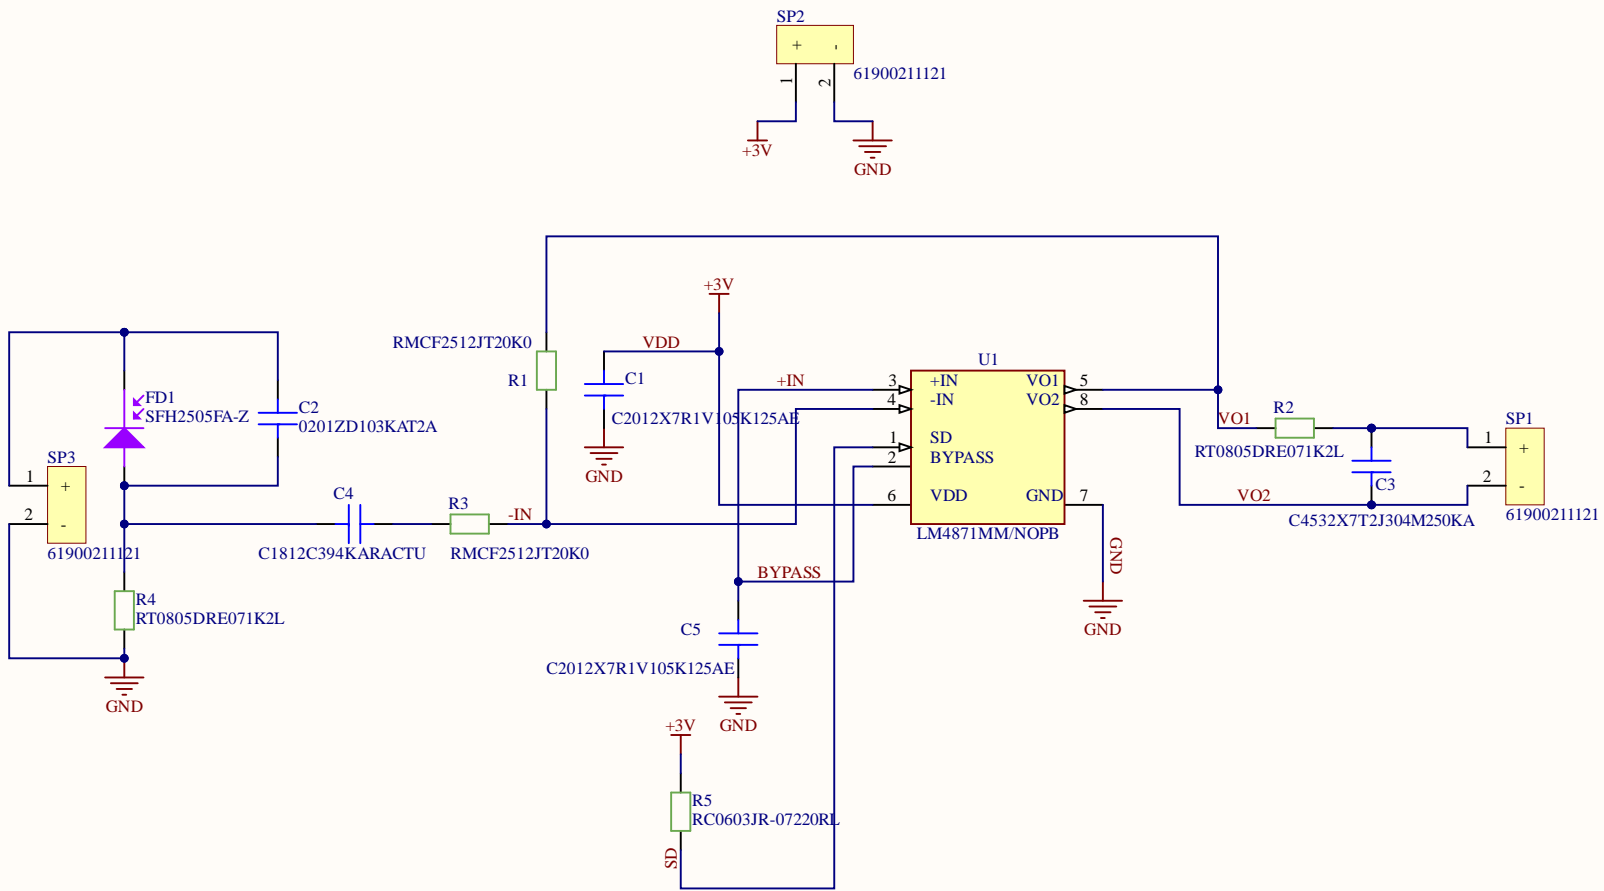 SP2
+ -
1 2
61900211121
+3V
GND
+3V
RMCF2512JT20K0
R1
VDD
C1
C2012X7R1V105K125AE
GND
U1
+IN
3
+IN
VO1
5
4
-IN
VO2
8
1
SD
2
BYPASS
6
VDD
GND
7
LM4871MM/NOPB
GND
GND
VO1
R2
RT0805DRE071K2L
C3
C4532X7T2J304M250KA
VO2
SP1
1
+
2
-
61900211121
FD1
SFH2505FA-Z
C2
0201ZD103KAT2A
SP3
1
+
2
-
61900211121
C4
C1812C394KARACTU
R3
-IN
RMCF2512JT20K0
R4
RT0805DRE071K2L
GND
BYPASS
C5
C2012X7R1V105K125AE
GND
+3V
R5
RC0603JR-07220RL
SD